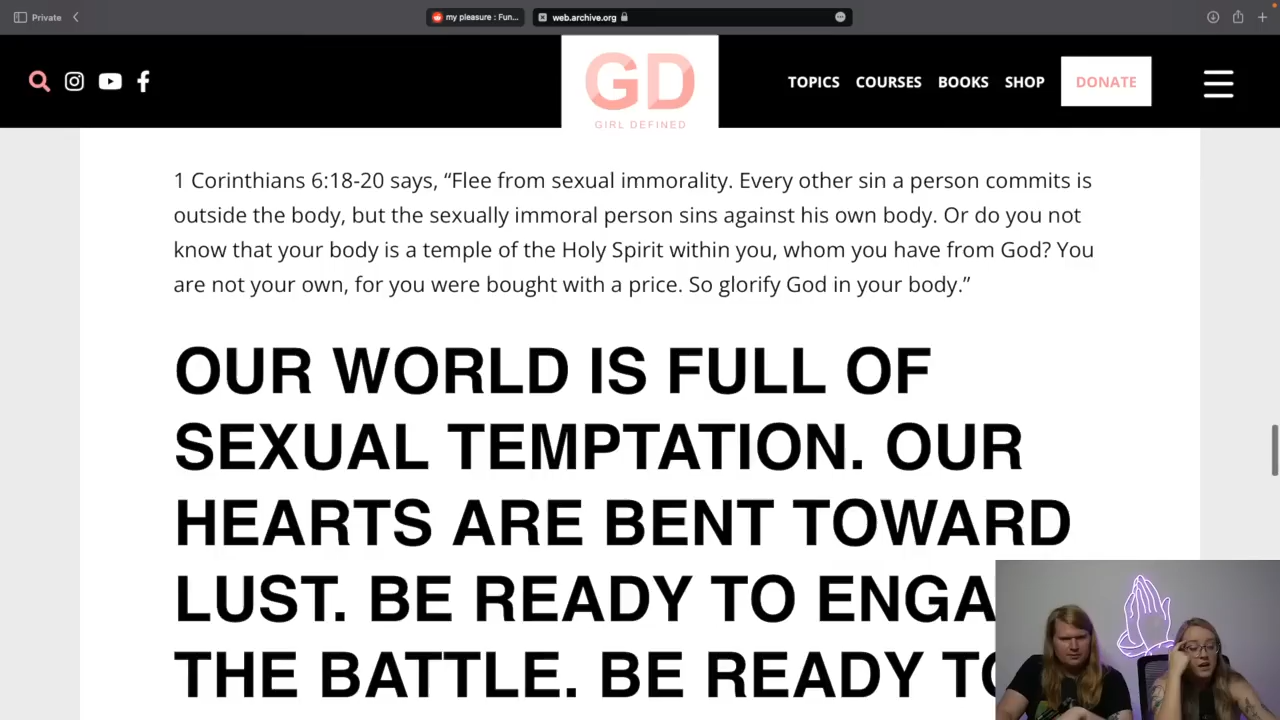 Private
my pleasure : Fun...
web.archive.org
GD
GIRL DEFINED
TOPICS COURSES BOOKS SHOP DONATE
1 Corinthians 6:18-20 says, “Flee from sexual immorality. Every other sin a person commits is
outside the body, but the sexually immoral person sins against his own body. Or do you not
know that your body is a temple of the Holy Spirit within you, whom you have from God? You
are not your own, for you were bought with a price. So glorify God in your body.”
OUR WORLD IS FULL OF
SEXUAL TEMPTATION. OUR
HEARTS ARE BENT TOWARD
LUST. BE READY TO ENGA
THE BATTLE. BE READY TO